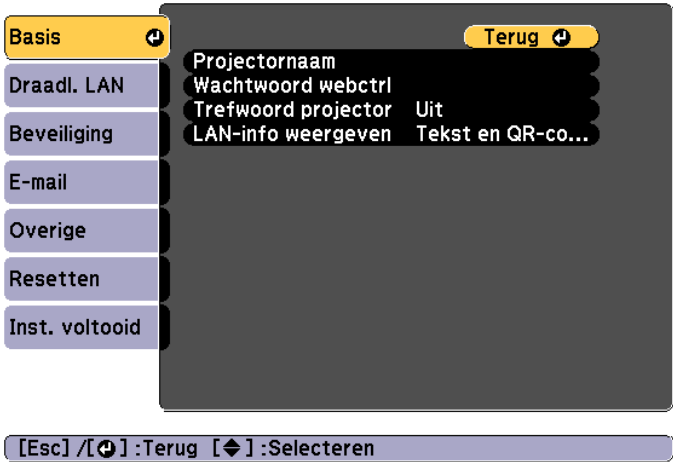 Basis
Draadl. LAN
Beveiliging
E-mail
Overige
Resetten
Inst. voltooid
Terug
Projectornaam
Wachtwoord webctrl
Trefwoord projector Uit
LAN-info weergeven Tekst en QR-co...
[Esc] /[ ] :Terug [ ] :Selecteren